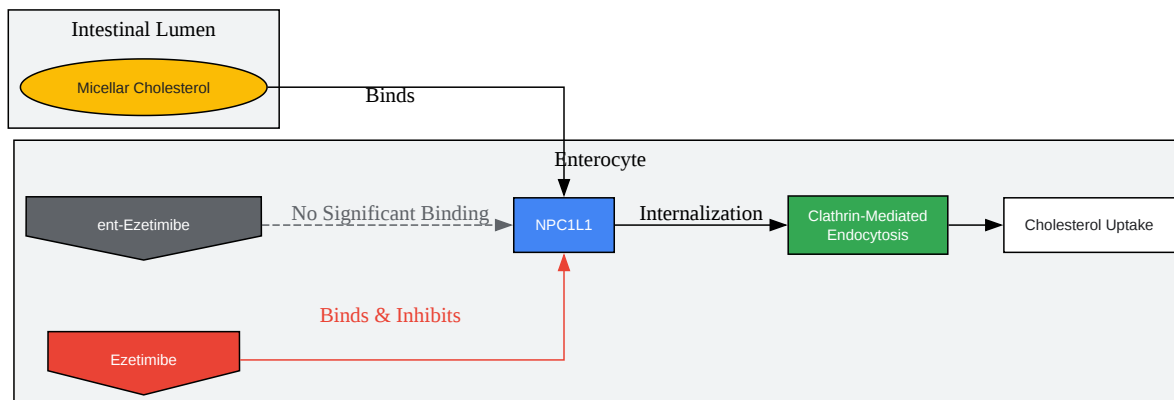 Intestinal Lumen
Micellar Cholesterol
Binds
Enterocyte
ent-Ezetimibe
No Significant Binding
NPC1L1
Internalization
Clathrin-Mediated
Endocytosis
Cholesterol Uptake
Binds & Inhibits
Ezetimibe